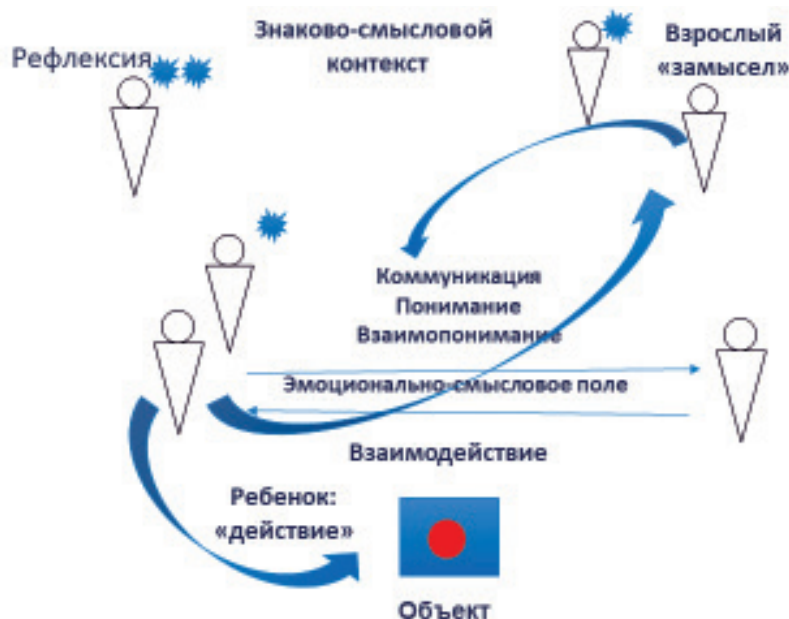 Рефлексия
Знаково-смысловой
контекст
Взрослый
«замысел»
Коммуникация
Понимание
Взаимопонимание
Эмоционально-смысловое поле
Взаимодействие
Ребенок:
«действие»
Объект